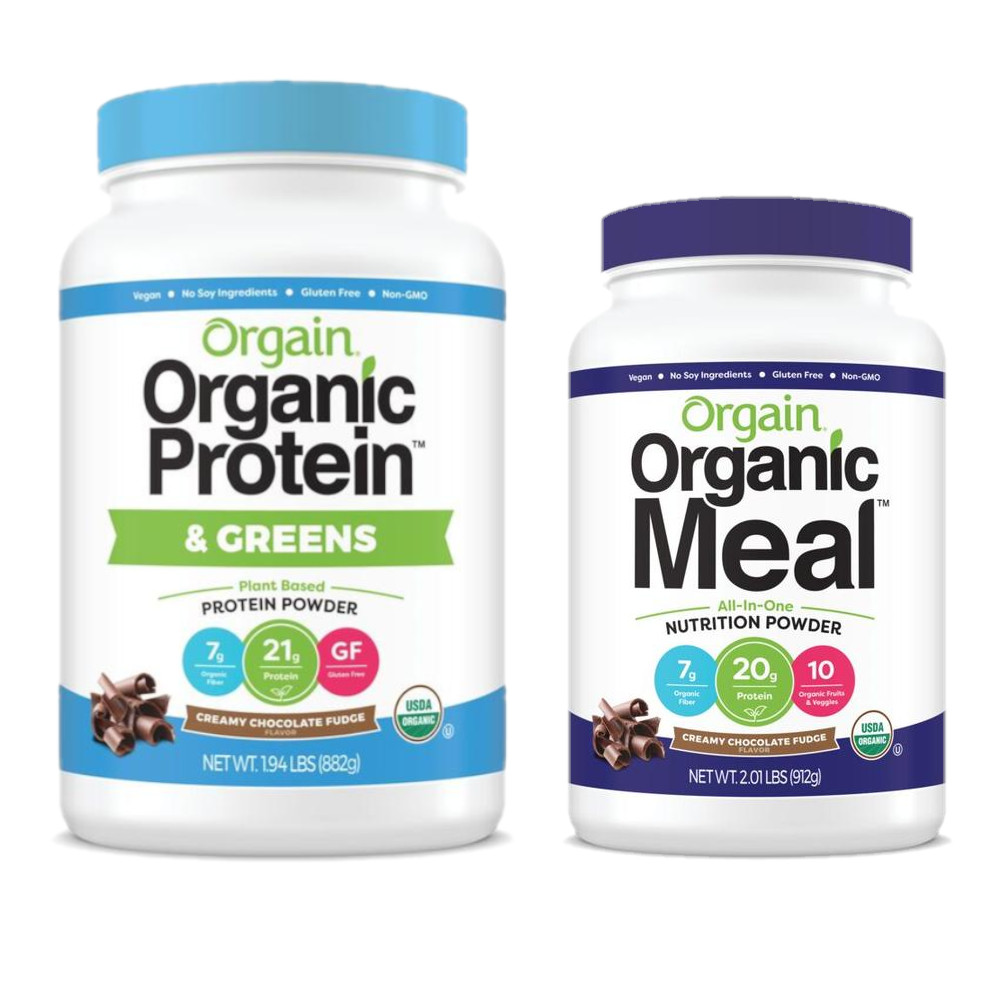 Vegan • No Soy Ingredients • Gluten Free • Non-GMO
Orgain®
Organic
Protein™
& GREENS
Plant Based
PROTEIN POWDER
7g
Organic
Fiber
21g
Protein
GF
Gluten Free
CREAMY CHOCOLATE FUDGE
FLAVOR
USDA
ORGANIC
U
NET WT. 1.94 LBS (882g)
Vegan • No Soy Ingredients • Gluten Free • Non-GMO
Orgain®
Organic
Meal™
All-In-One
NUTRITION POWDER
7g
Organic
Fiber
20g
Protein
10
Organic Fruits
& Veggies
CREAMY CHOCOLATE FUDGE
FLAVOR
USDA
ORGANIC
U
NET WT. 2.01 LBS (912g)